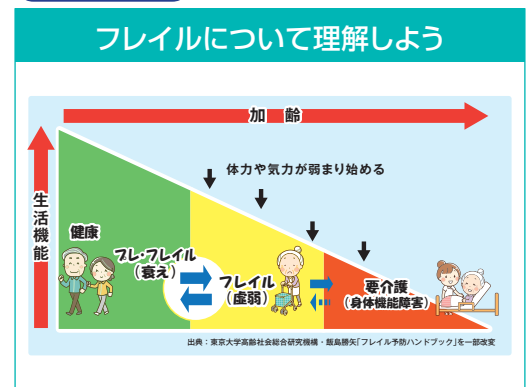 フレイルについて理解しよう
加 齢
体力や気力が弱まり始める
生活機能
健康
プレ・フレイル
（衰え）
フレイル
（虚弱）
要介護
（身体機能障害）
出典：東京大学高齢社会総合研究機構・飯島勝矢「フレイル予防ハンドブック」を一部改変